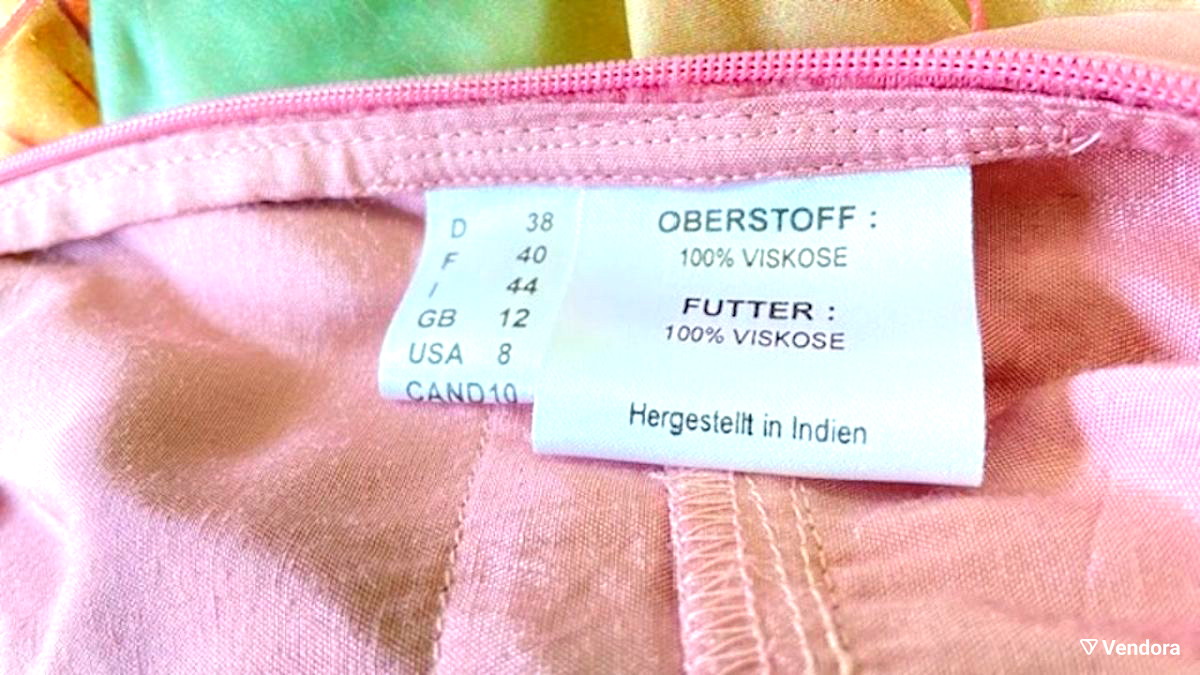 D 38
F 40
I 44
GB 12
USA 8
CAND10
OBERSTOFF :
100% VISKOSE
FUTTER :
100% VISKOSE
Hergestellt in Indien
Vendora